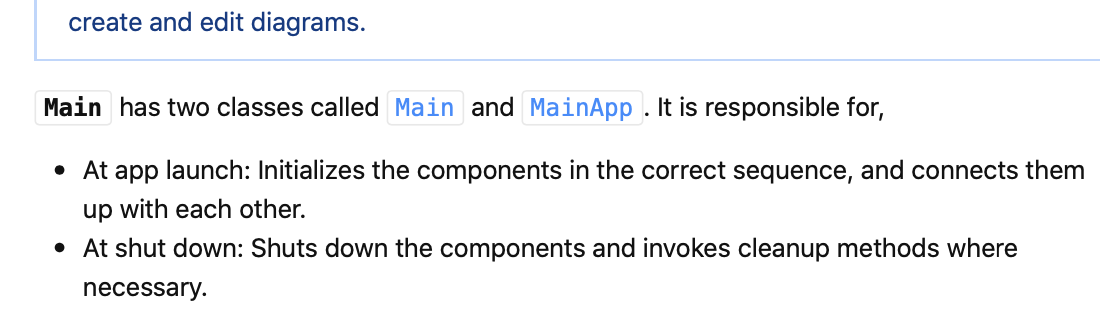 create and edit diagrams.
Main has two classes called Main and MainApp. It is responsible for,
• At app launch: Initializes the components in the correct sequence, and connects them
up with each other.
• At shut down: Shuts down the components and invokes cleanup methods where
necessary.